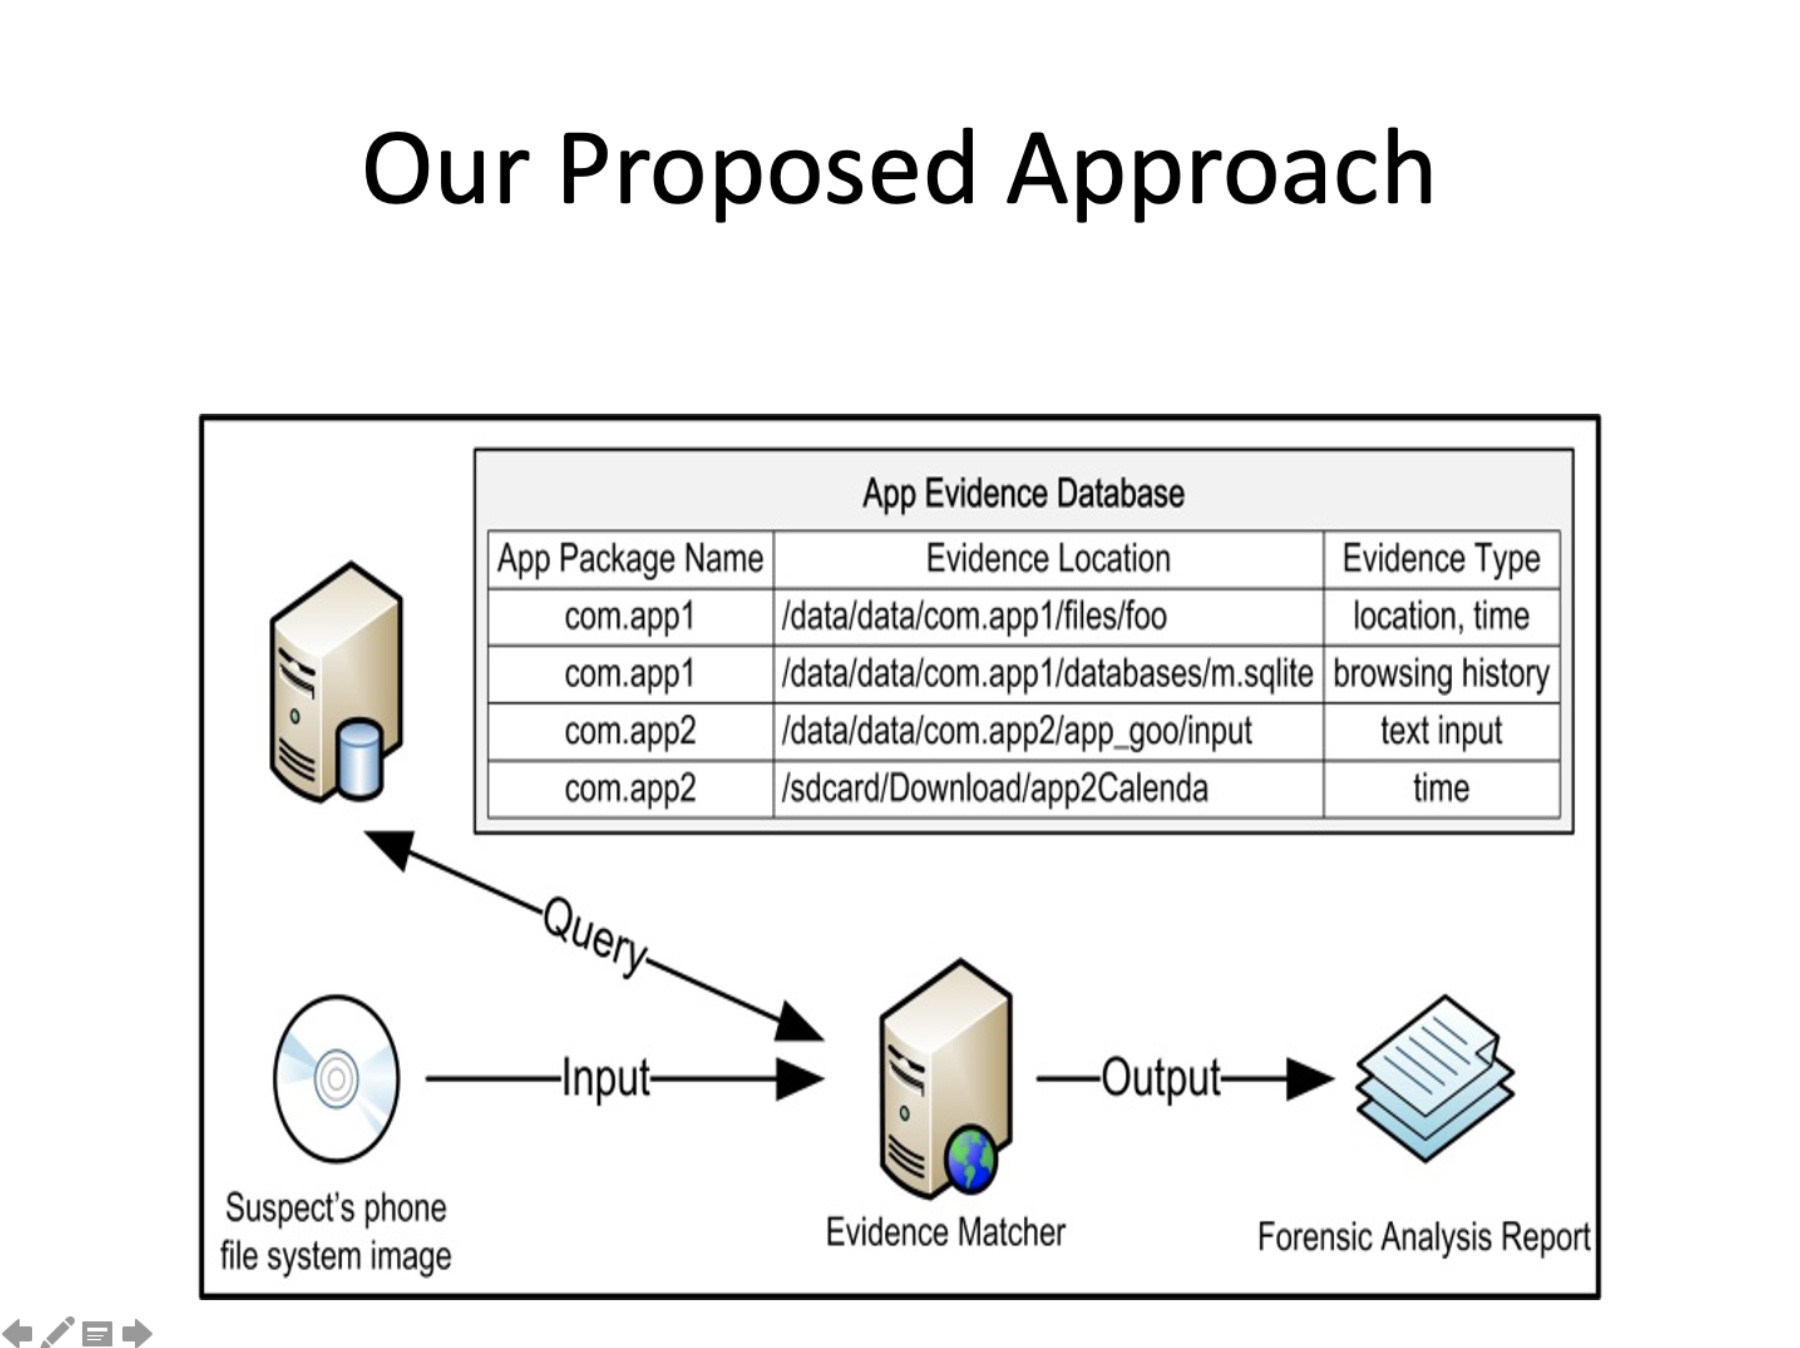 Our Proposed Approach
App Evidence Database
App Package Name Evidence Location Evidence Type
com.app1 /data/data/com.app1/files/foo location, time
com.app1 /data/data/com.app1/databases/m.sqlite browsing history
com.app2 /data/data/com.app2/app_goo/input text input
com.app2 /sdcard/Download/app2Calenda time
Query
Input
Output
Suspect's phone
file system image
Evidence Matcher
Forensic Analysis Report